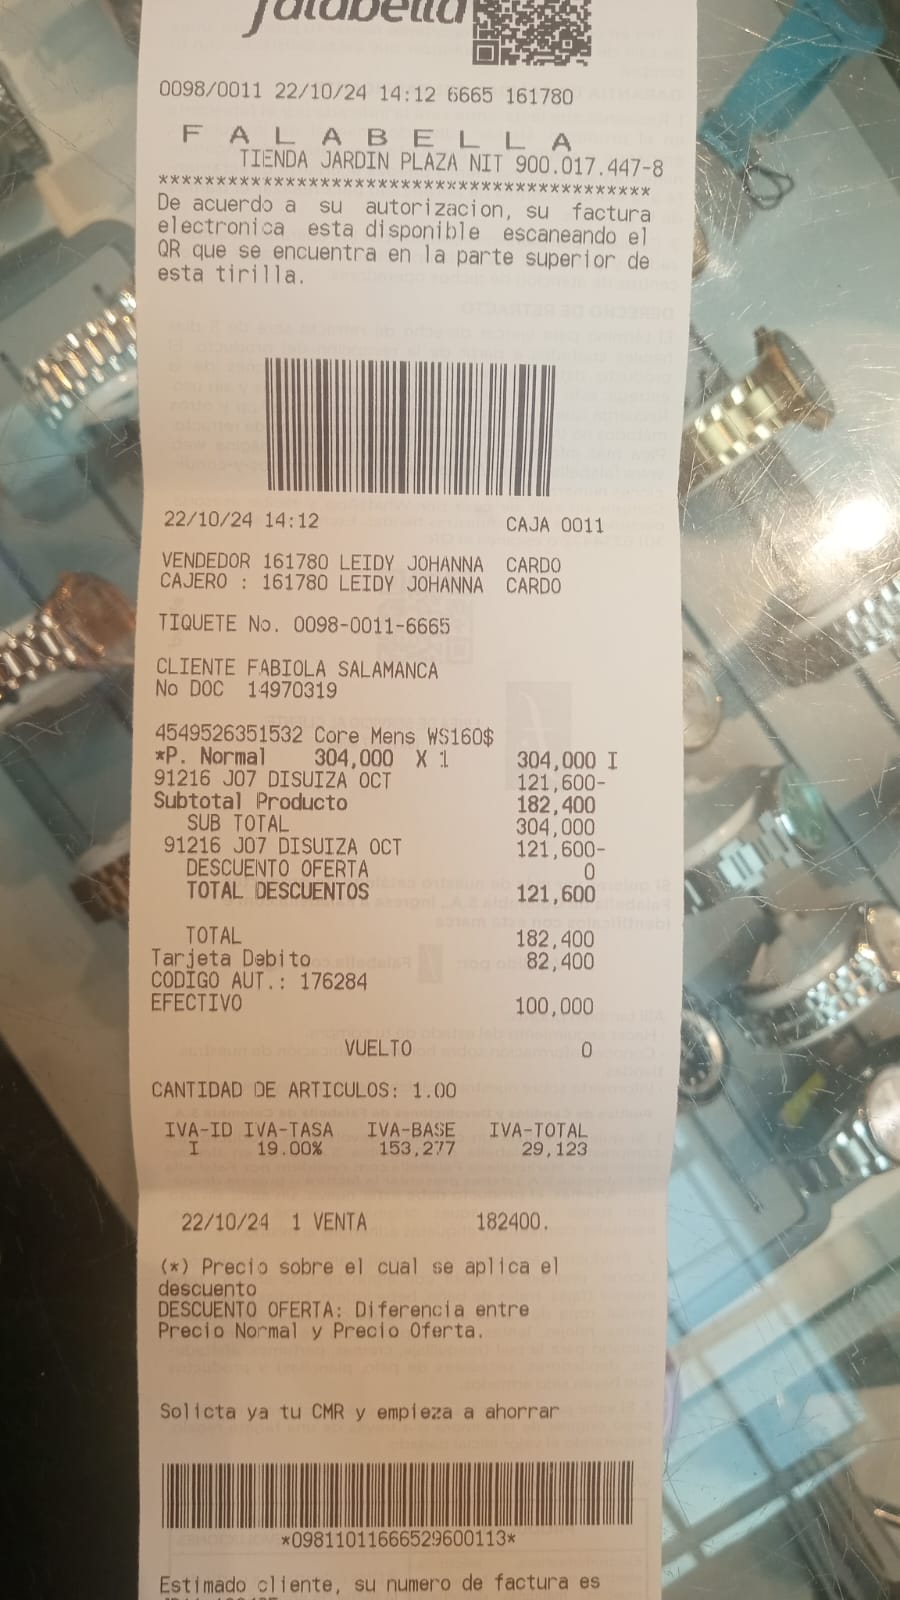 falabella
0098/0011 22/10/24 14:12 6665 161780
F A L A B E L L A
TIENDA JARDIN PLAZA NIT 900.017.447-8
*******************************************
De acuerdo a su autorizacion, su factura
electronica esta disponible escaneando el
QR que se encuentra en la parte superior de
esta tirilla.
22/10/24 14:12 CAJA 0011
VENDEDOR 161780 LEIDY JOHANNA CARDO
CAJERO : 161780 LEIDY JOHANNA CARDO
TIQUETE No. 0098-0011-6665
CLIENTE FABIOLA SALAMANCA
No DOC 14970319
4549526351532 Core Mens WS160$
*P. Normal 304,000 X 1 304,000 I
91216 J07 DISUIZA OCT 121,600-
Subtotal Producto 182,400
SUB TOTAL 304,000
91216 J07 DISUIZA OCT 121,600-
DESCUENTO OFERTA 0
TOTAL DESCUENTOS 121,600
TOTAL 182,400
Tarjeta Debito 82,400
CODIGO AUT.: 176284
EFECTIVO 100,000
VUELTO 0
CANTIDAD DE ARTICULOS: 1.00
IVA-ID IVA-TASA IVA-BASE IVA-TOTAL
I 19.00% 153,277 29,123
22/10/24 1 VENTA 182400.
(*) Precio sobre el cual se aplica el
descuento
DESCUENTO OFERTA: Diferencia entre
Precio Normal y Precio Oferta.
Solicta ya tu CMR y empieza a ahorrar
*09811011666529600113*
Estimado cliente, su numero de factura es